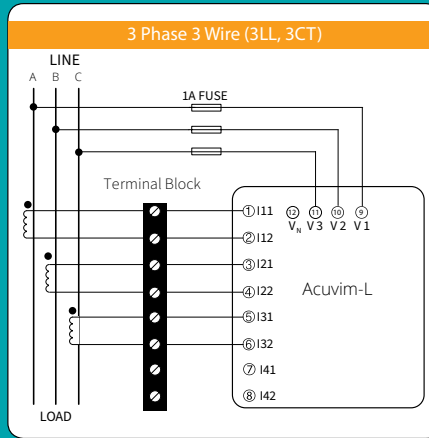 3 Phase 3 Wire (3LL, 3CT)
LINE
A B C
1A FUSE
Terminal Block
① I11
② I12
③ I21
④ I22
⑤ I31
⑥ I32
⑦ I41
⑧ I42
⑫ ⑪ ⑩ ⑨
VN V3 V2 V1
Acuvim-L
LOAD